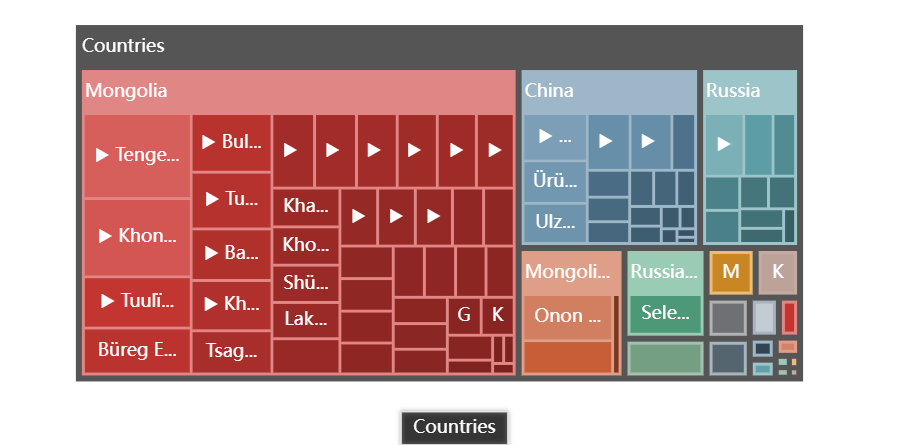 Countries
Mongolia
China
Russia
▶ Tenge...
▶ Bul...
▶ ...
▶ Khon...
▶ Tu...
Ürü...
Kha...
Ulz...
▶ Ba...
Kho...
Mongoli...
Russia...
M
K
▶ Tuulï...
▶ Kh...
Shü...
Lak...
G
K
Onon ...
Sele...
Büreg E...
Tsag...
Countries